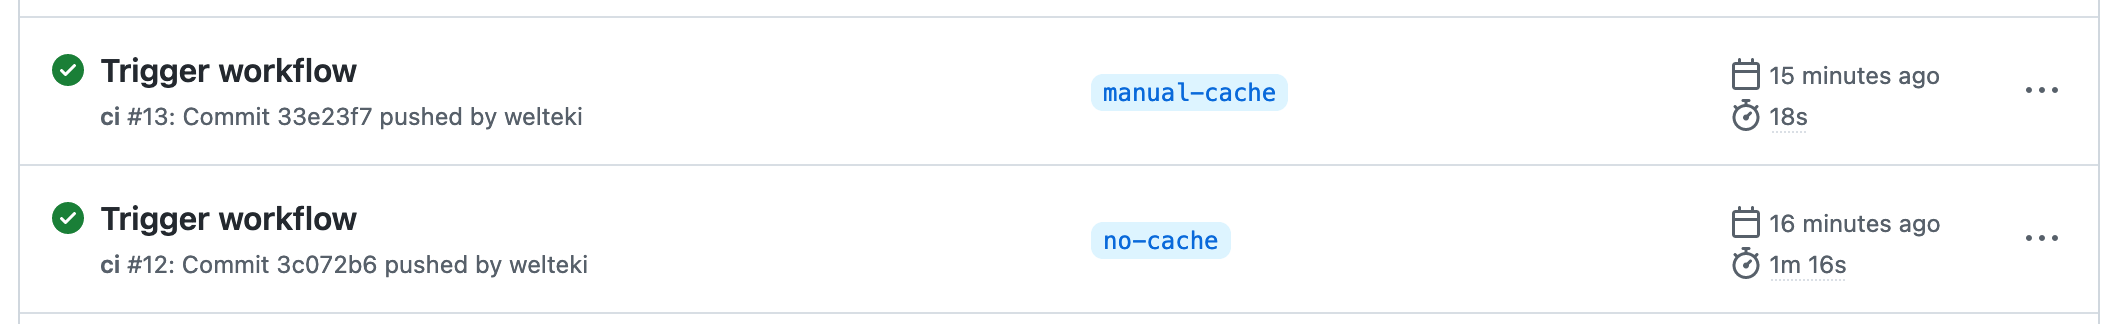 Trigger workflow
ci #13: Commit 33e23f7 pushed by welteki
manual-cache
15 minutes ago
18s
Trigger workflow
ci #12: Commit 3c072b6 pushed by welteki
no-cache
16 minutes ago
1m 16s